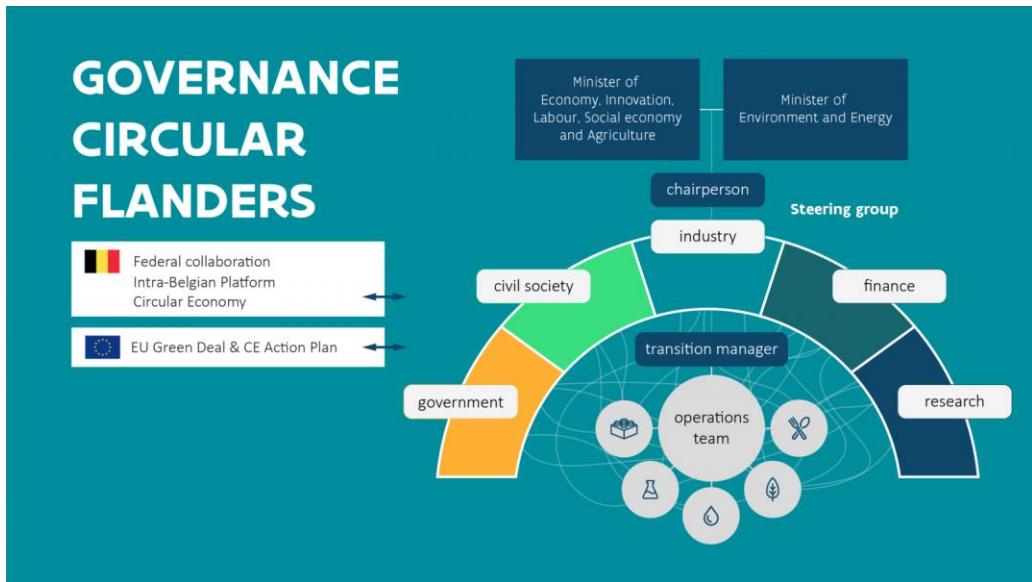 GOVERNANCE
CIRCULAR
FLANDERS
Federal collaboration
Intra-Belgian Platform
Circular Economy
EU Green Deal & CE Action Plan
Minister of
Economy, Innovation,
Labour, Social economy
and Agriculture
Minister of
Environment and Energy
chairperson
Steering group
industry
civil society
finance
transition manager
government
research
operations
team